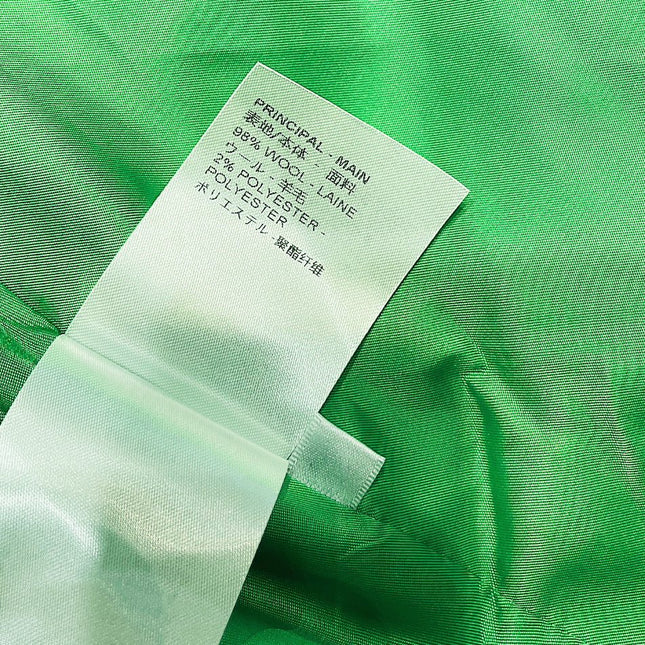 PRINCIPAL - MAIN
表地/本体 - 面料
98% WOOL - LAINE
ウール - 羊毛
2% POLYESTER -
POLYESTER
ポリエステル - 聚酯纤维